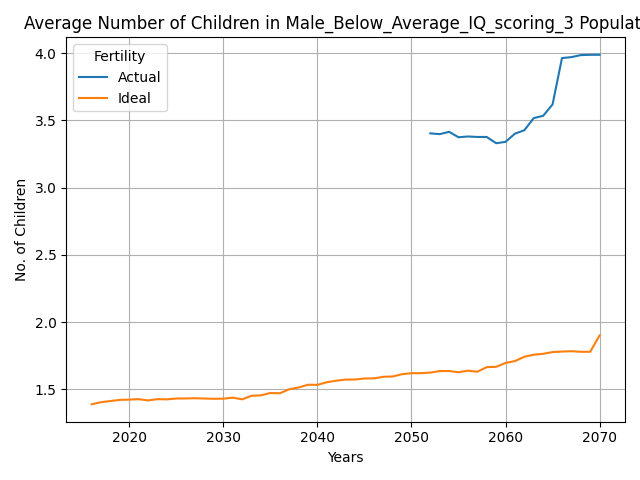 Average Number of Children in Male_Below_Average_IQ_scoring_3 Populat
Fertility
Actual
Ideal
4.0
3.5
3.0
2.5
2.0
1.5
No. of Children
2020 2030 2040 2050 2060 2070
Years